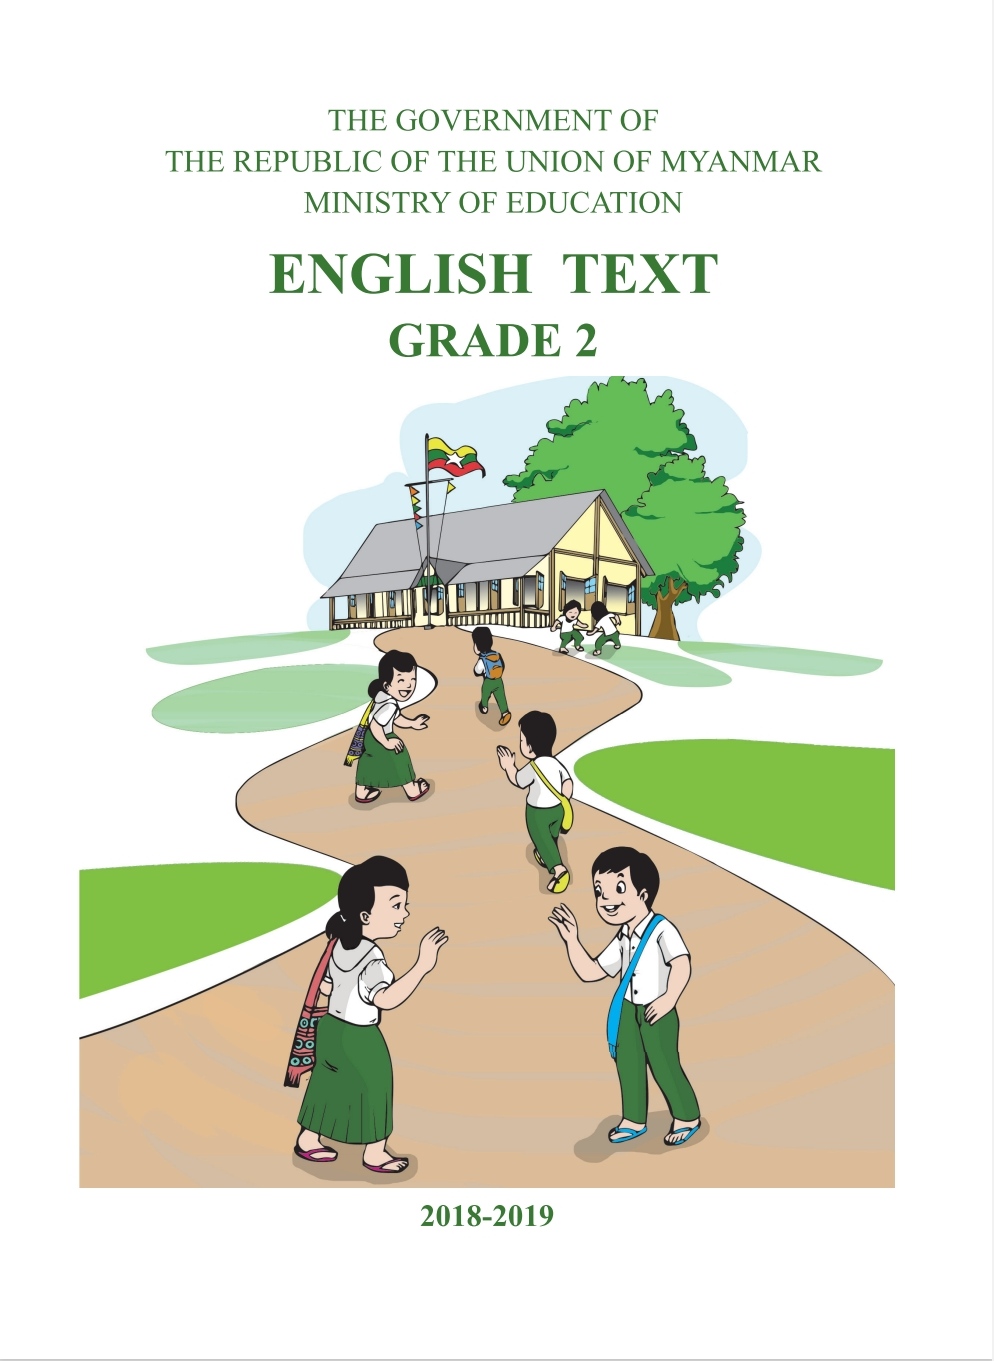 THE GOVERNMENT OF
THE REPUBLIC OF THE UNION OF MYANMAR
MINISTRY OF EDUCATION
ENGLISH TEXT
GRADE 2
2018-2019